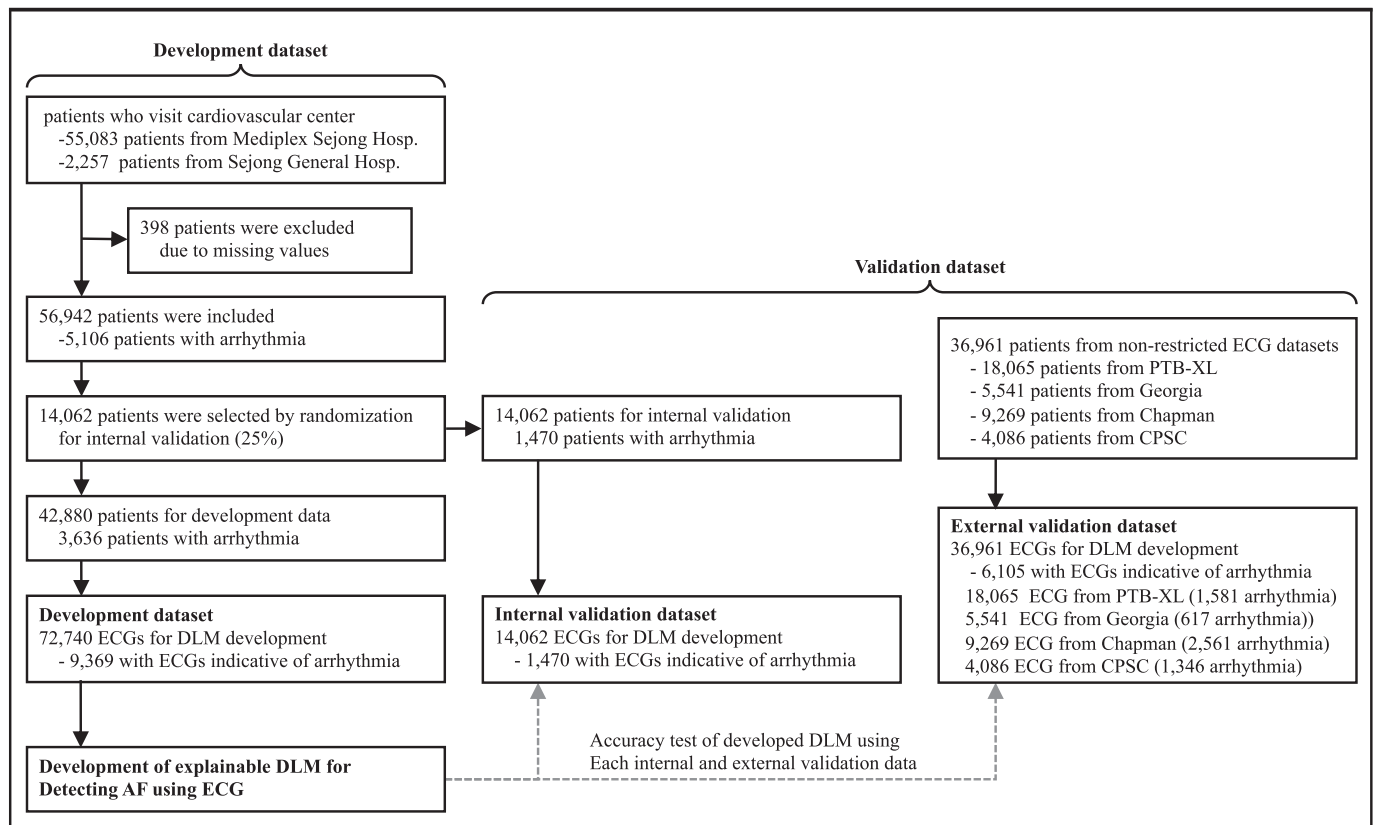 Development dataset
patients who visit cardiovascular center
-55,083 patients from Mediplex Sejong Hosp.
-2,257 patients from Sejong General Hosp.
398 patients were excluded
due to missing values
56,942 patients were included
-5,106 patients with arrhythmia
14,062 patients were selected by randomization
for internal validation (25%)
42,880 patients for development data
3,636 patients with arrhythmia
Development dataset
72,740 ECGs for DLM development
- 9,369 with ECGs indicative of arrhythmia
Development of explainable DLM for
Detecting AF using ECG
Validation dataset
14,062 patients for internal validation
1,470 patients with arrhythmia
Internal validation dataset
14,062 ECGs for DLM development
- 1,470 with ECGs indicative of arrhythmia
36,961 patients from non-restricted ECG datasets
- 18,065 patients from PTB-XL
- 5,541 patients from Georgia
- 9,269 patients from Chapman
- 4,086 patients from CPSC
External validation dataset
36,961 ECGs for DLM development
- 6,105 with ECGs indicative of arrhythmia
18,065 ECG from PTB-XL (1,581 arrhythmia)
5,541 ECG from Georgia (617 arrhythmia))
9,269 ECG from Chapman (2,561 arrhythmia)
4,086 ECG from CPSC (1,346 arrhythmia)
Accuracy test of developed DLM using
Each internal and external validation data